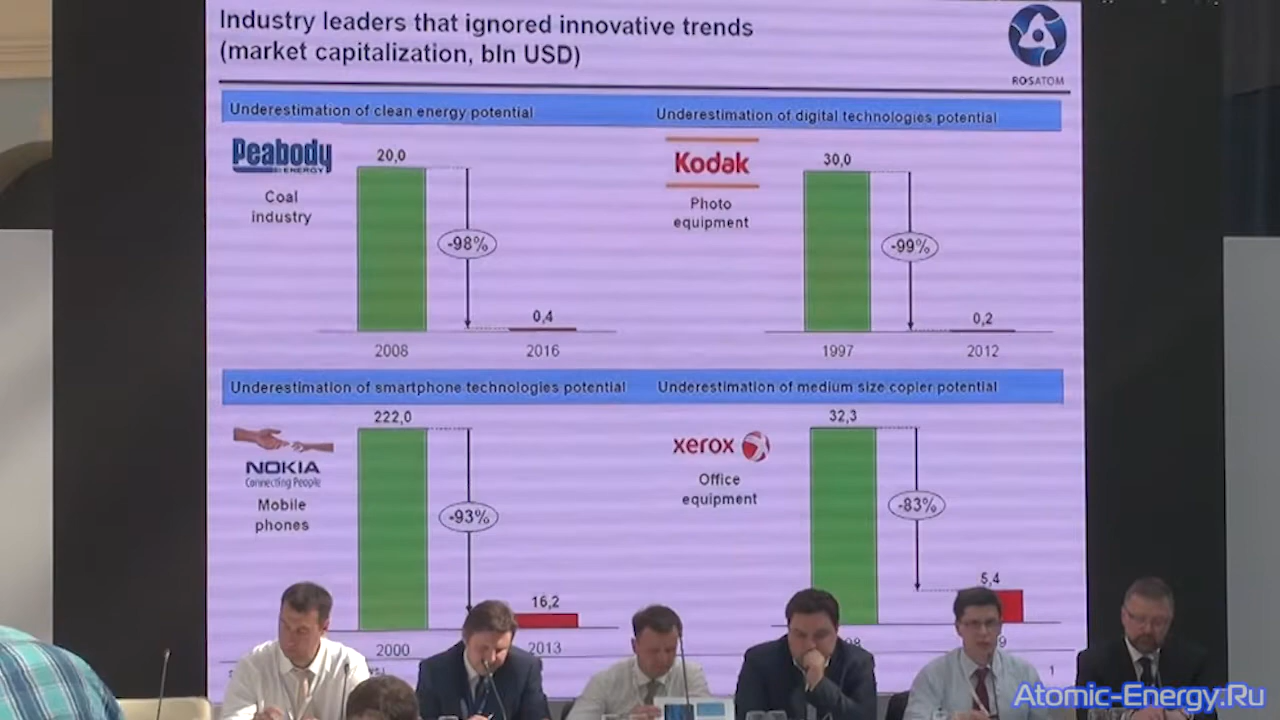 Industry leaders that ignored innovative trends
(market capitalization, bln USD)
ROSATOM
Underestimation of clean energy potential
Underestimation of digital technologies potential
Peabody
ENERGY
Coal
industry
20,0
-98%
0,4
2008
2016
Kodak
Photo
equipment
30,0
-99%
0,2
1997
2012
Underestimation of smartphone technologies potential
Underestimation of medium size copier potential
NOKIA
Connecting People
Mobile
phones
222,0
-93%
16,2
2000
2013
xerox
Office
equipment
32,3
-83%
5,4
1
Atomic-Energy.Ru